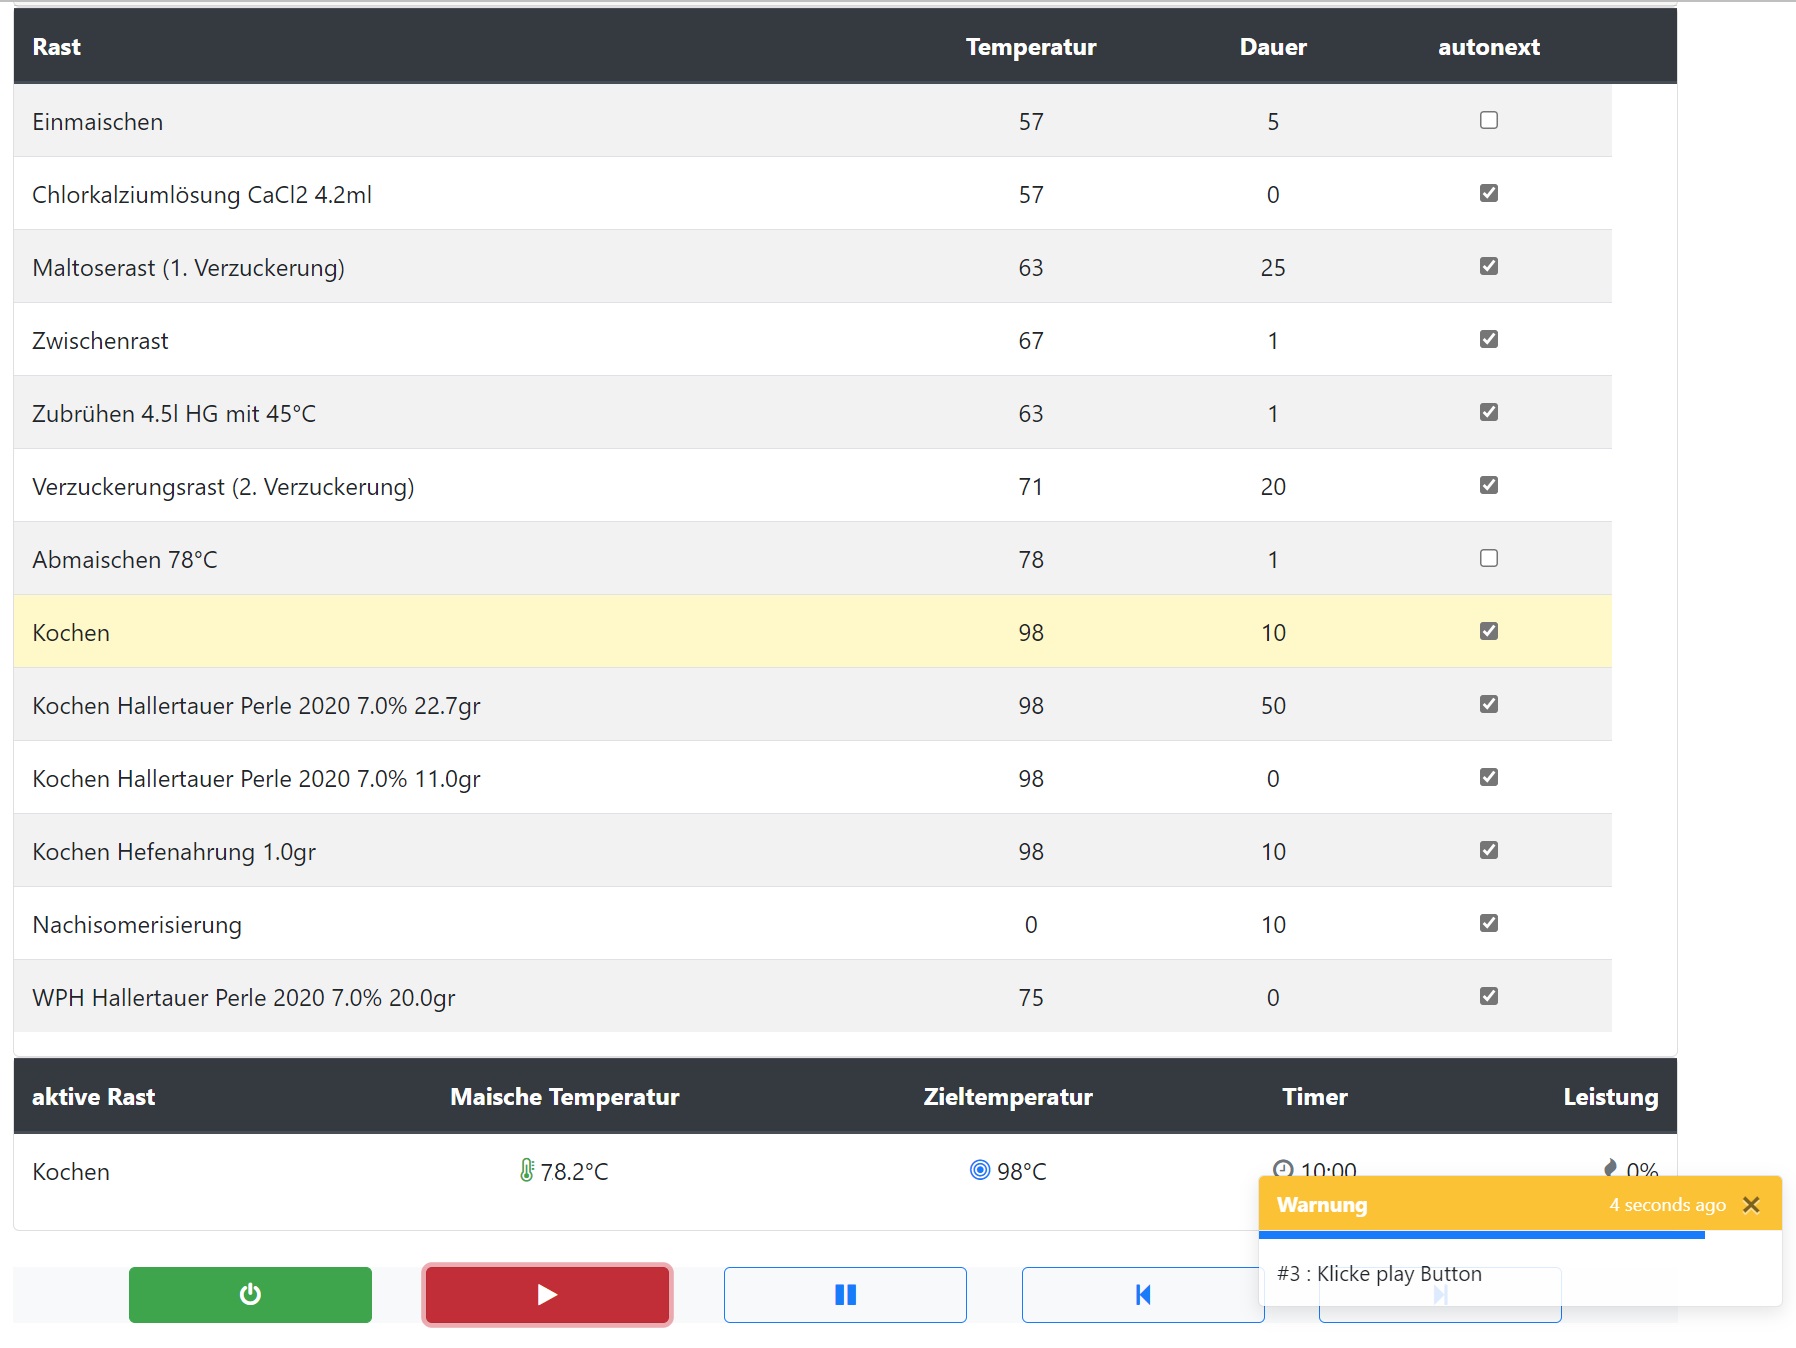 Rast Temperatur Dauer autonext
Einmaischen 57 5
Chlorkalziumlösung CaCl2 4.2ml 57 0
Maltoserast (1. Verzuckerung) 63 25
Zwischenrast 67 1
Zubrühen 4.5l HG mit 45°C 63 1
Verzuckerungsrast (2. Verzuckerung) 71 20
Abmaischen 78°C 78 1
Kochen 98 10
Kochen Hallertauer Perle 2020 7.0% 22.7gr 98 50
Kochen Hallertauer Perle 2020 7.0% 11.0gr 98 0
Kochen Hefenahrung 1.0gr 98 10
Nachisomerisierung 0 10
WPH Hallertauer Perle 2020 7.0% 20.0gr 75 0
aktive Rast Maische Temperatur Zieltemperatur Timer Leistung
Kochen 78.2°C 98°C 10:00 0%
Warnung 4 seconds ago
#3 : Klicke play Button